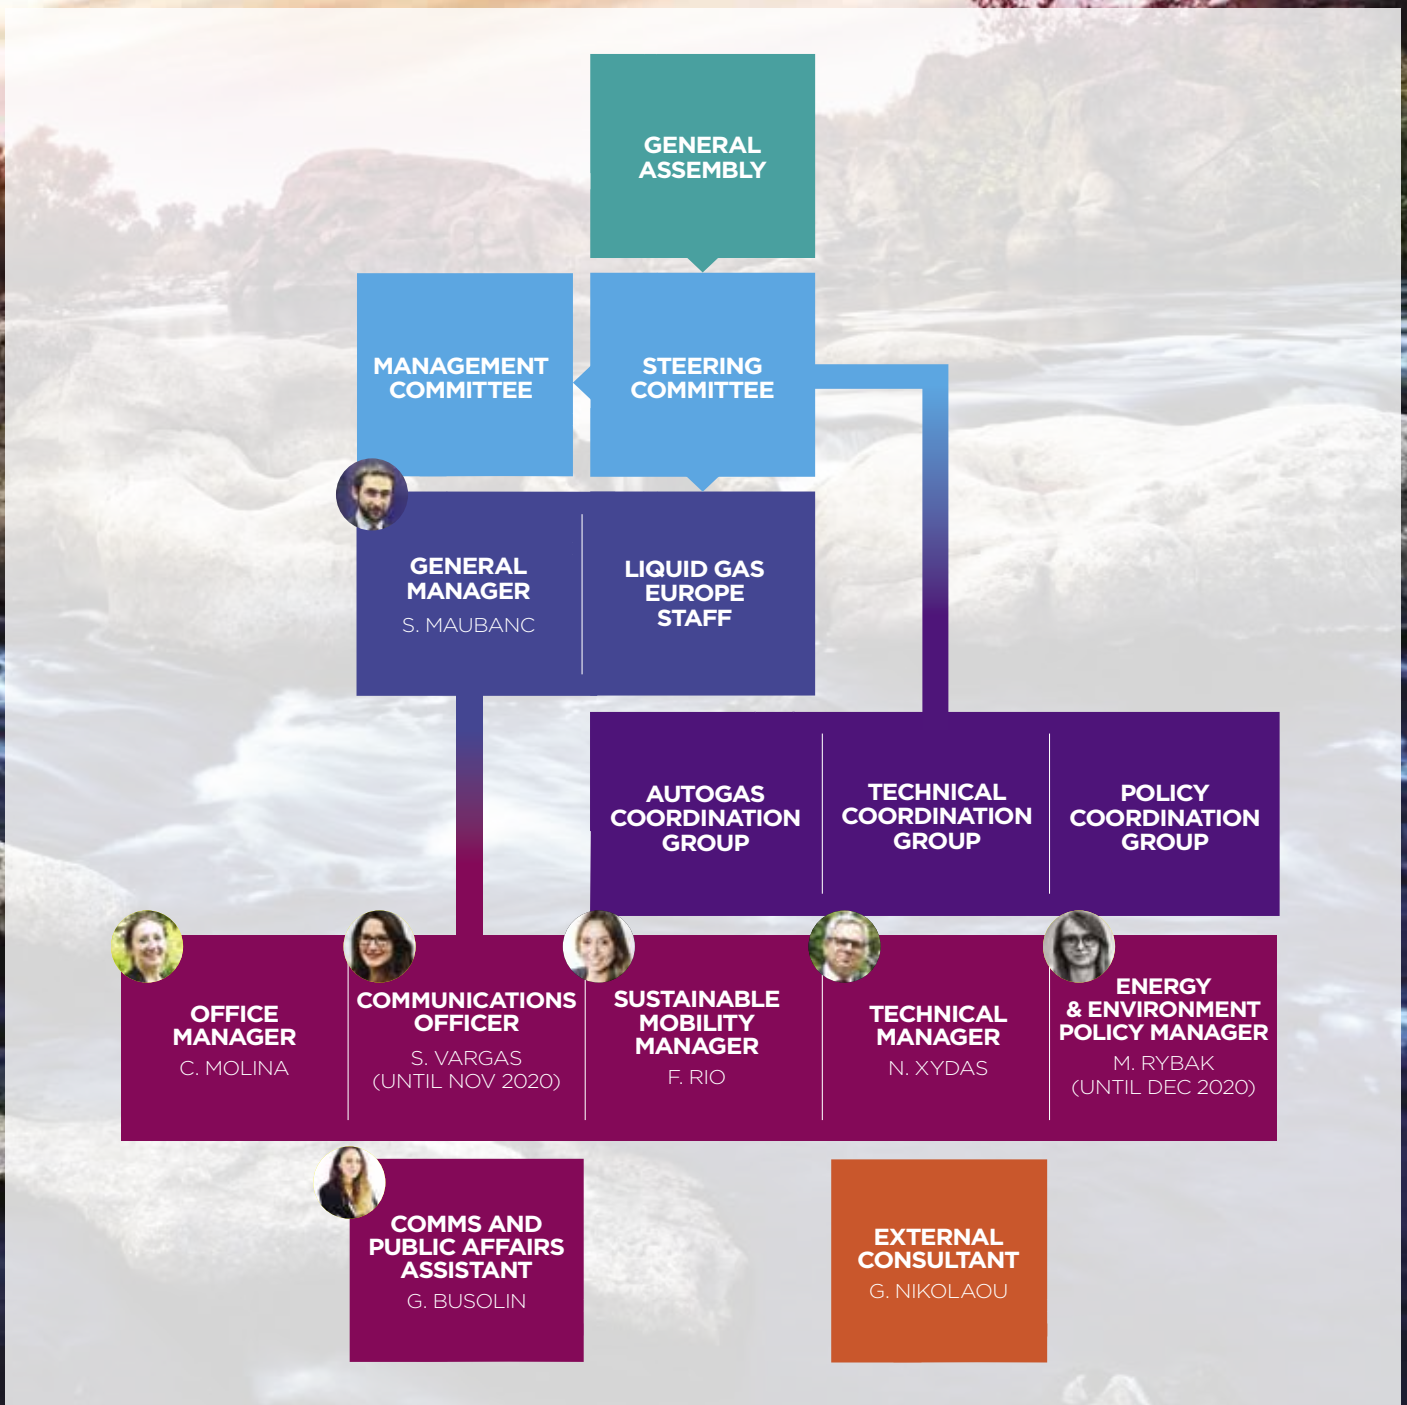 GENERAL
ASSEMBLY
MANAGEMENT
COMMITTEE
STEERING
COMMITTEE
GENERAL
MANAGER
S. MAUBANC
LIQUID GAS
EUROPE
STAFF
AUTOGAS
COORDINATION
GROUP
TECHNICAL
COORDINATION
GROUP
POLICY
COORDINATION
GROUP
OFFICE
MANAGER
C. MOLINA
COMMUNICATIONS
OFFICER
S. VARGAS
(UNTIL NOV 2020)
SUSTAINABLE
MOBILITY
MANAGER
F. RIO
TECHNICAL
MANAGER
N. XYDAS
ENERGY
& ENVIRONMENT
POLICY MANAGER
M. RYBAK
(UNTIL DEC 2020)
COMMS AND
PUBLIC AFFAIRS
ASSISTANT
G. BUSOLIN
EXTERNAL
CONSULTANT
G. NIKOLAOU